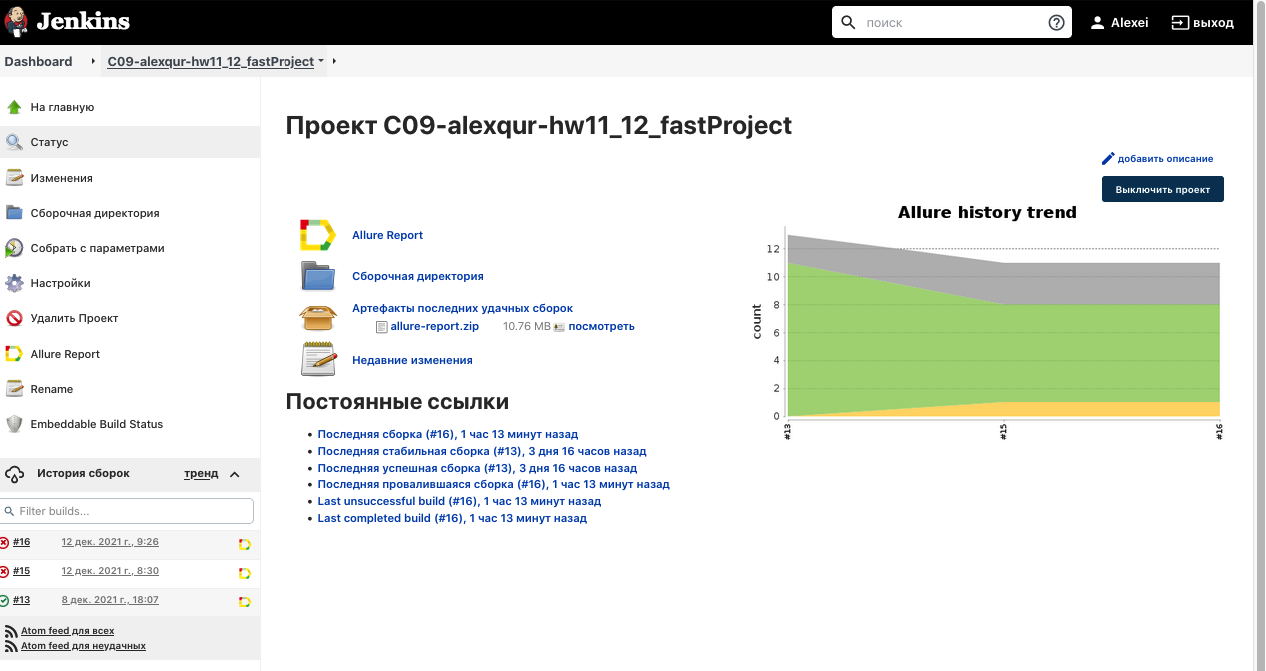 Jenkins
поиск
Alexei
выход
Dashboard
C09-alexqur-hw11_12_fastProject
На главную
Статус
Изменения
Сборочная директория
Собрать с параметрами
Настройки
Удалить Проект
Allure Report
Rename
Embeddable Build Status
История сборок
тренд
Filter builds...
#16 12 дек. 2021 г., 9:26
#15 12 дек. 2021 г., 8:30
#13 8 дек. 2021 г., 18:07
Atom feed для всех
Atom feed для неудачных
Проект C09-alexqur-hw11_12_fastProject
добавить описание
Выключить проект
Allure Report
Сборочная директория
Артефакты последних удачных сборок
allure-report.zip 10.76 MB посмотреть
Недавние изменения
Постоянные ссылки
Последняя сборка (#16), 1 час 13 минут назад
Последняя стабильная сборка (#13), 3 дня 16 часов назад
Последняя успешная сборка (#13), 3 дня 16 часов назад
Последняя провалившаяся сборка (#16), 1 час 13 минут назад
Last unsuccessful build (#16), 1 час 13 минут назад
Last completed build (#16), 1 час 13 минут назад
Allure history trend
count
12
10
8
6
4
2
0
#13
#15
#16